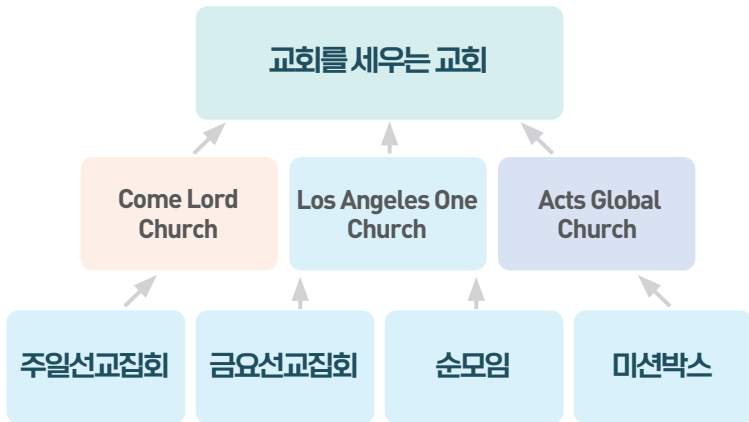 교회를 세우는 교회
Come Lord
Church
Los Angeles One
Church
Acts Global
Church
주일선교집회
금요선교집회
순모임
미션박스